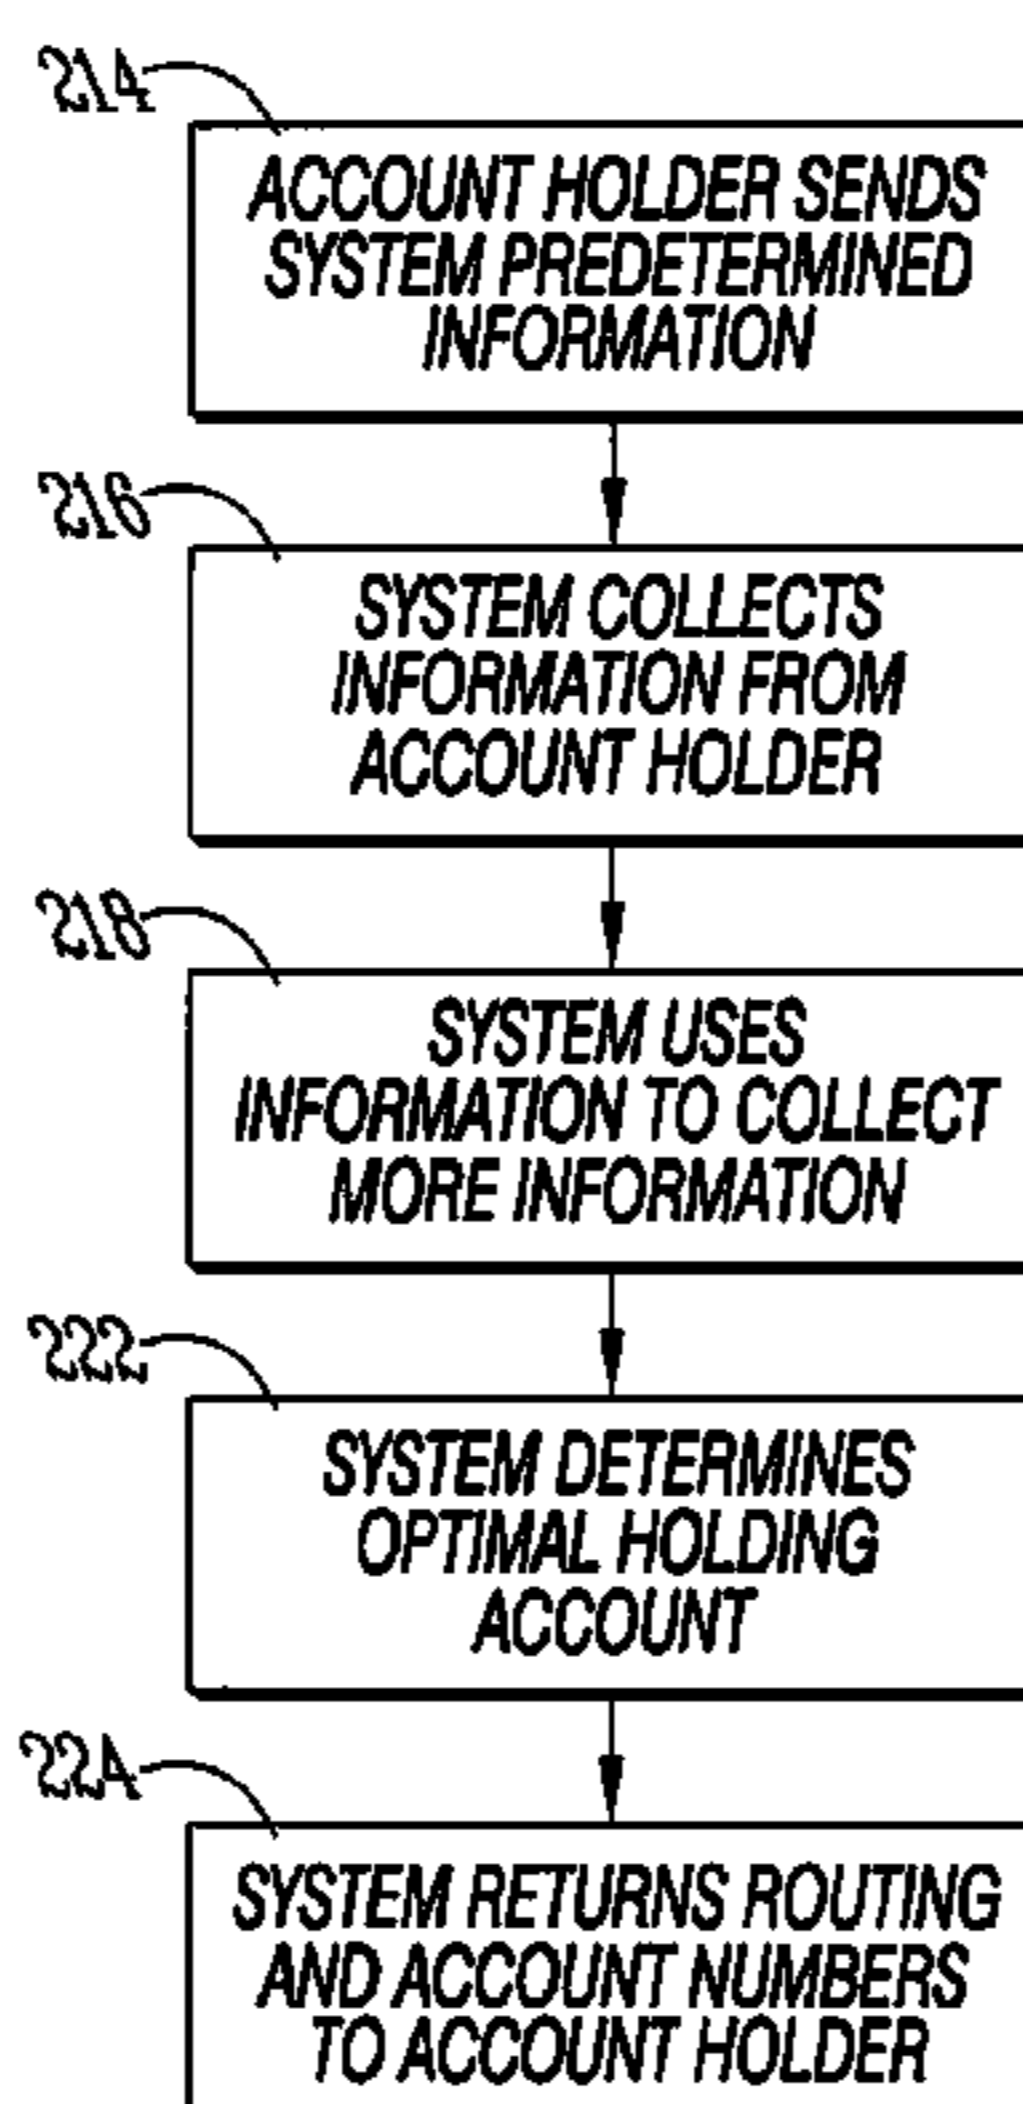 214
ACCOUNT HOLDER SENDS
SYSTEM PREDETERMINED
INFORMATION
216
SYSTEM COLLECTS
INFORMATION FROM
ACCOUNT HOLDER
218
SYSTEM USES
INFORMATION TO COLLECT
MORE INFORMATION
222
SYSTEM DETERMINES
OPTIMAL HOLDING
ACCOUNT
224
SYSTEM RETURNS ROUTING
AND ACCOUNT NUMBERS
TO ACCOUNT HOLDER